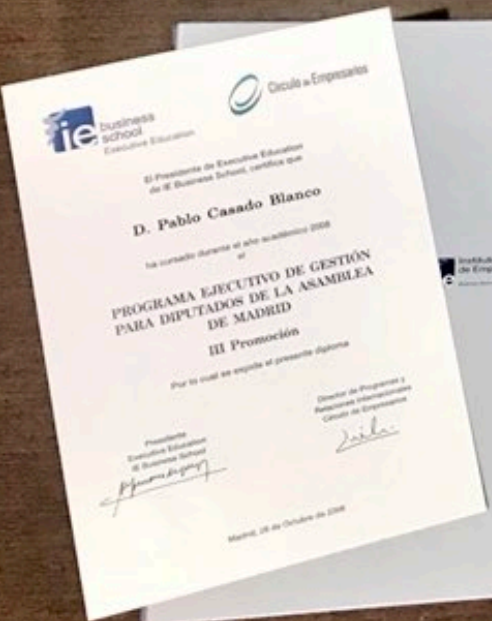 ie business
school
Executive Education
Círculo de Empresarios
El Presidente de Executive Education
de IE Business School, certifica que
D. Pablo Casado Blanco
ha cursado durante el año académico 2008
el
PROGRAMA EJECUTIVO DE GESTIÓN
PARA DIPUTADOS DE LA ASAMBLEA
DE MADRID
III Promoción
Por lo cual se expide el presente diploma
Presidente
Executive Education
IE Business School
Director de Programas y
Relaciones Internacionales
Círculo de Empresarios
Madrid, 28 de Octubre de 2008
Instituto
de Emp